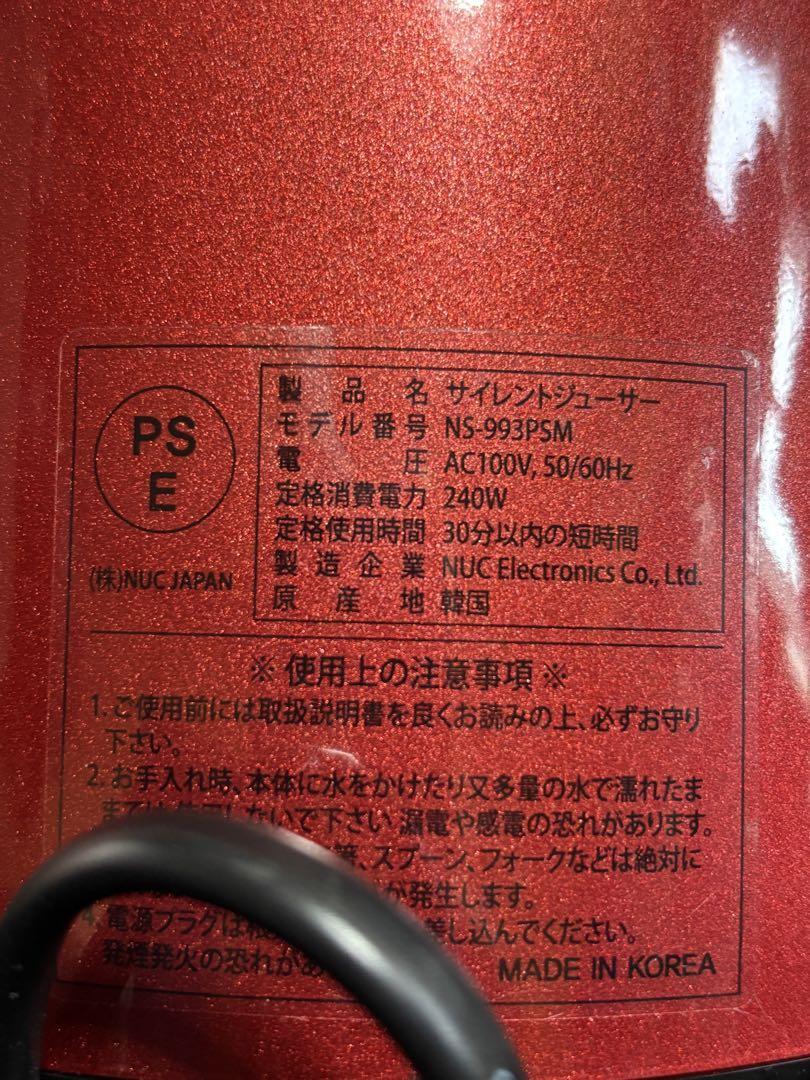 PS
E
(株)NUC JAPAN
製品名 サイレントジューサー
モデル番号 NS-993PSM
電圧 AC100V, 50/60Hz
定格消費電力 240W
定格使用時間 30分以内の短時間
製造企業 NUC Electronics Co., Ltd.
原産地 韓国
※ 使用上の注意事項 ※
1. ご使用前には取扱説明書を良くお読みの上、必ずお守り
下さい。
2. お手入れ時、本体に水をかけたり又多量の水で濡れたま
ないで下さい 漏電や感電の恐れがあります。
スプーン、フォークなどは絶対に
が発生します。
4. 電源プラグは 差し込んでください。
発煙発火の恐れが
MADE IN KOREA